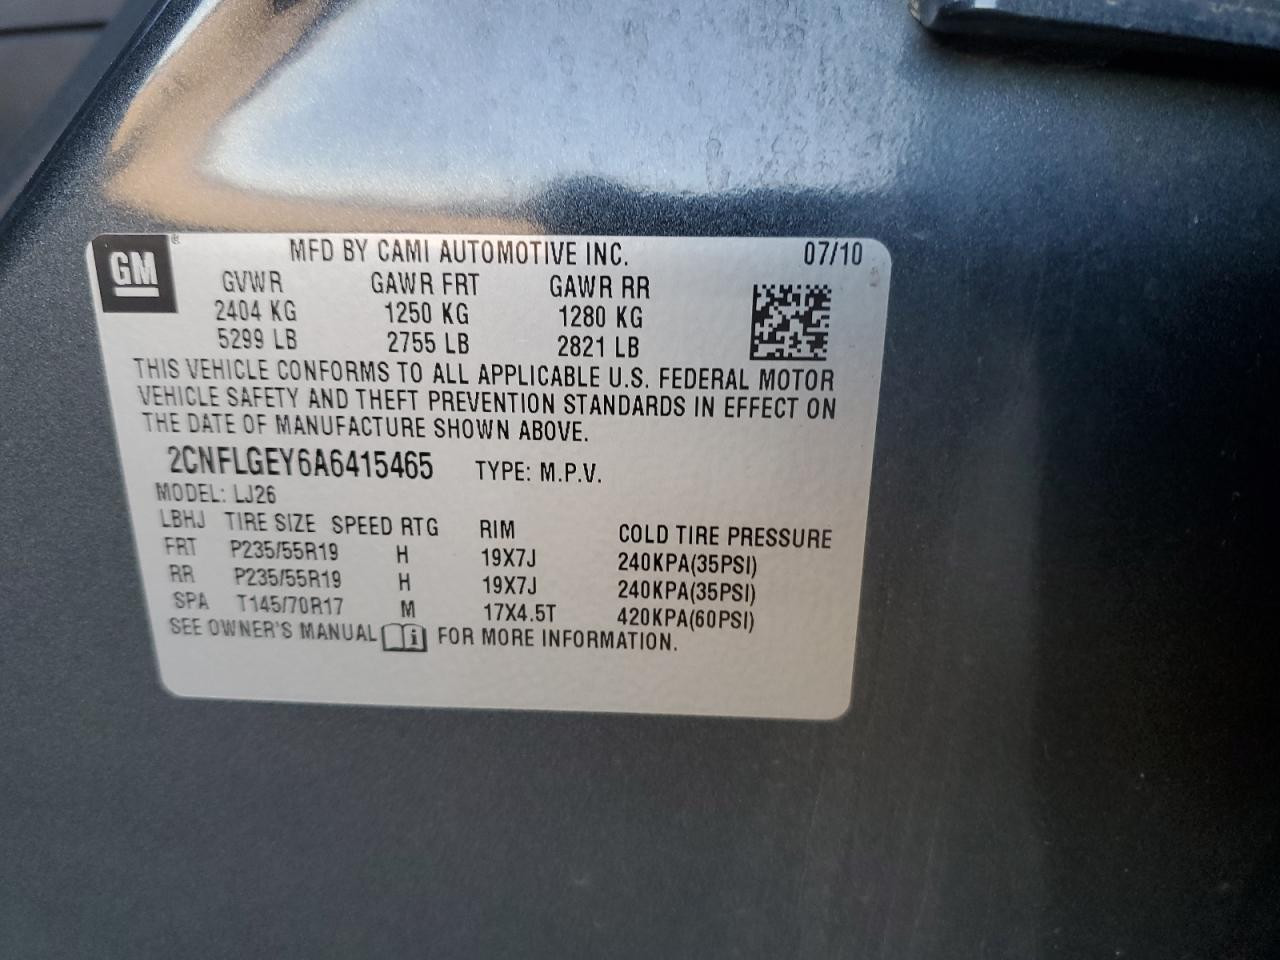 GM ® MFD BY CAMI AUTOMOTIVE INC. 07/10
GVWR GAWR FRT GAWR RR
2404 KG 1250 KG 1280 KG
5299 LB 2755 LB 2821 LB
THIS VEHICLE CONFORMS TO ALL APPLICABLE U.S. FEDERAL MOTOR
VEHICLE SAFETY AND THEFT PREVENTION STANDARDS IN EFFECT ON
THE DATE OF MANUFACTURE SHOWN ABOVE.
2CNFLGEY6A6415465 TYPE: M.P.V.
MODEL: LJ26
LBHJ TIRE SIZE SPEED RTG RIM COLD TIRE PRESSURE
FRT P235/55R19 H 19X7J 240KPA(35PSI)
RR P235/55R19 H 19X7J 240KPA(35PSI)
SPA T145/70R17 M 17X4.5T 420KPA(60PSI)
SEE OWNER'S MANUAL i FOR MORE INFORMATION.